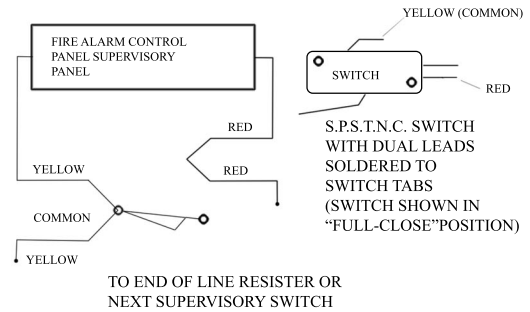 YELLOW (COMMON)
FIRE ALARM CONTROL
PANEL SUPERVISORY
PANEL
SWITCH
RED
RED
S.P.S.T.N.C. SWITCH
WITH DUAL LEADS
SOLDERED TO
SWITCH TABS
(SWITCH SHOWN IN
“FULL-CLOSE”POSITION)
YELLOW
RED
COMMON
YELLOW
TO END OF LINE RESISTER OR
NEXT SUPERVISORY SWITCH